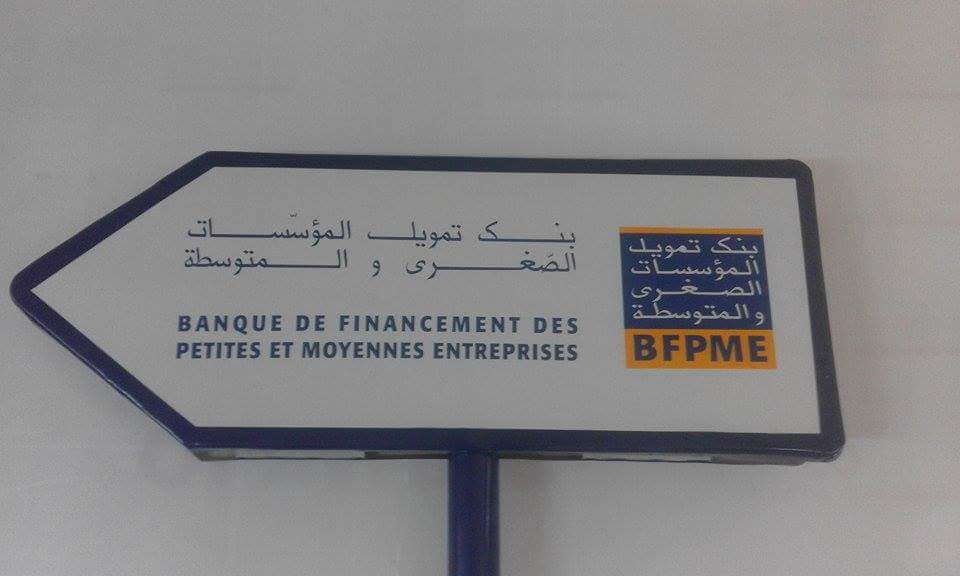 بنك تمويل المؤسّسات
الصّغرى و المتوسطة
BANQUE DE FINANCEMENT DES
PETITES ET MOYENNES ENTREPRISES
بنك تمويل
المؤسسات
الصغرى
والمتوسطة
BFPME